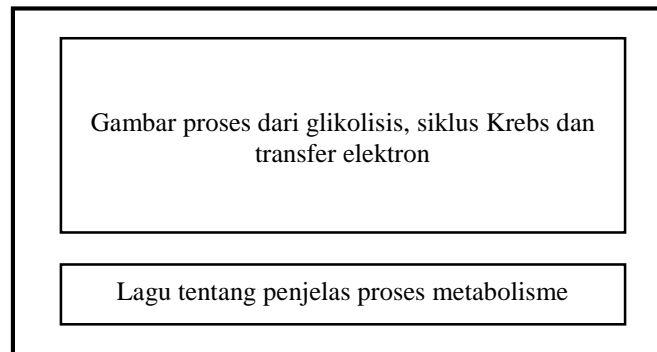 Gambar proses dari glikolisis, siklus Krebs dan
transfer elektron
Lagu tentang penjelas proses metabolisme